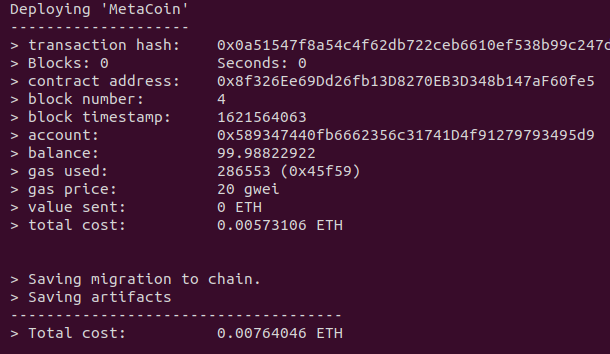 Deploying 'MetaCoin'
--------------------
> transaction hash:    0x0a51547f8a54c4f62db722ceb6610ef538b99c247c
> Blocks: 0            Seconds: 0
> contract address:    0x8f326Ee69Dd26fb13D8270EB3D348b147aF60fe5
> block number:        4
> block timestamp:     1621564063
> account:             0x589347440fb6662356c31741D4f91279793495d9
> balance:             99.98822922
> gas used:            286553 (0x45f59)
> gas price:           20 gwei
> value sent:          0 ETH
> total cost:          0.00573106 ETH
> Saving migration to chain.
> Saving artifacts
-------------------------------------
> Total cost:          0.00764046 ETH